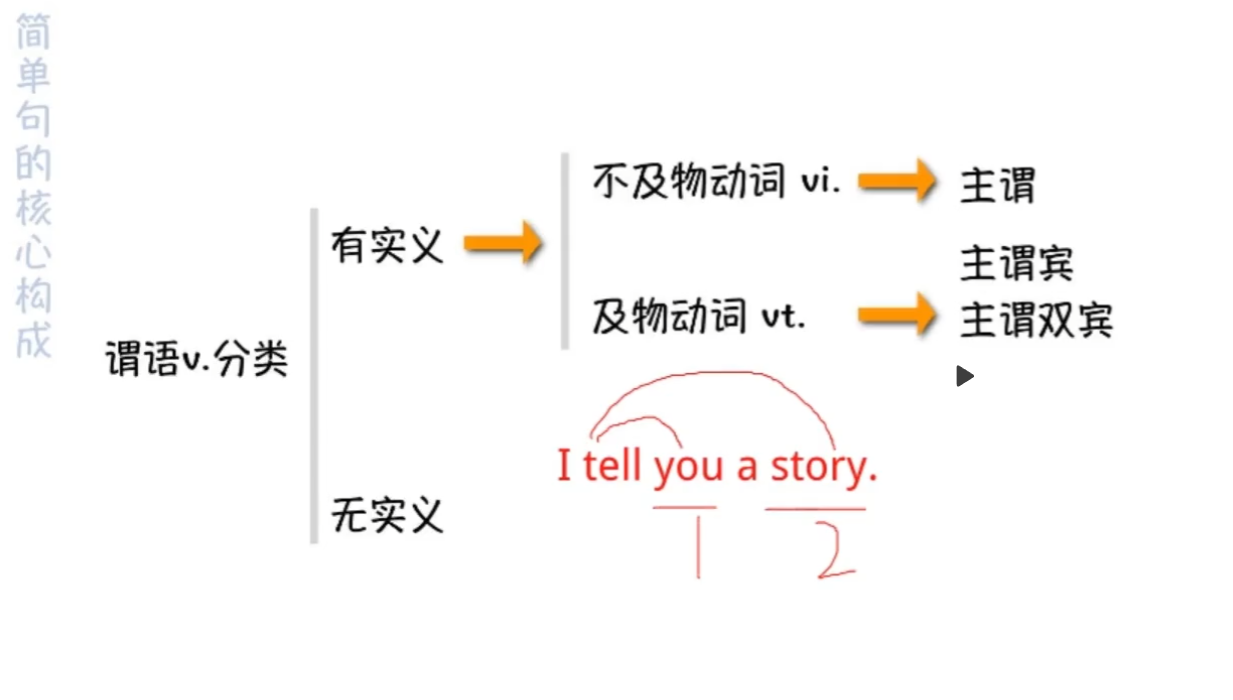 简单句的核心构成
不及物动词 vi.
主谓
有实义
主谓宾
及物动词 vt.
主谓双宾
谓语v.分类
I tell you a story.
无实义
1 2